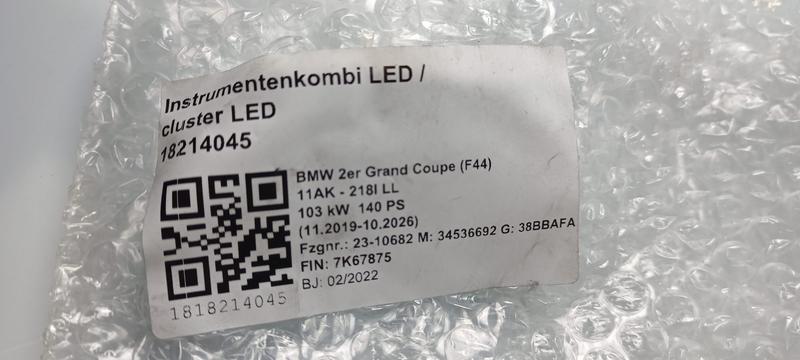 Instrumentenkombi LED /
cluster LED
18214045
BMW 2er Grand Coupe (F44)
11AK - 218I LL
103 kW 140 PS
(11.2019-10.2026)
Fzgnr.: 23-10682 M: 34536692 G: 38BBAFA
FIN: 7K67875
BJ: 02/2022
1818214045